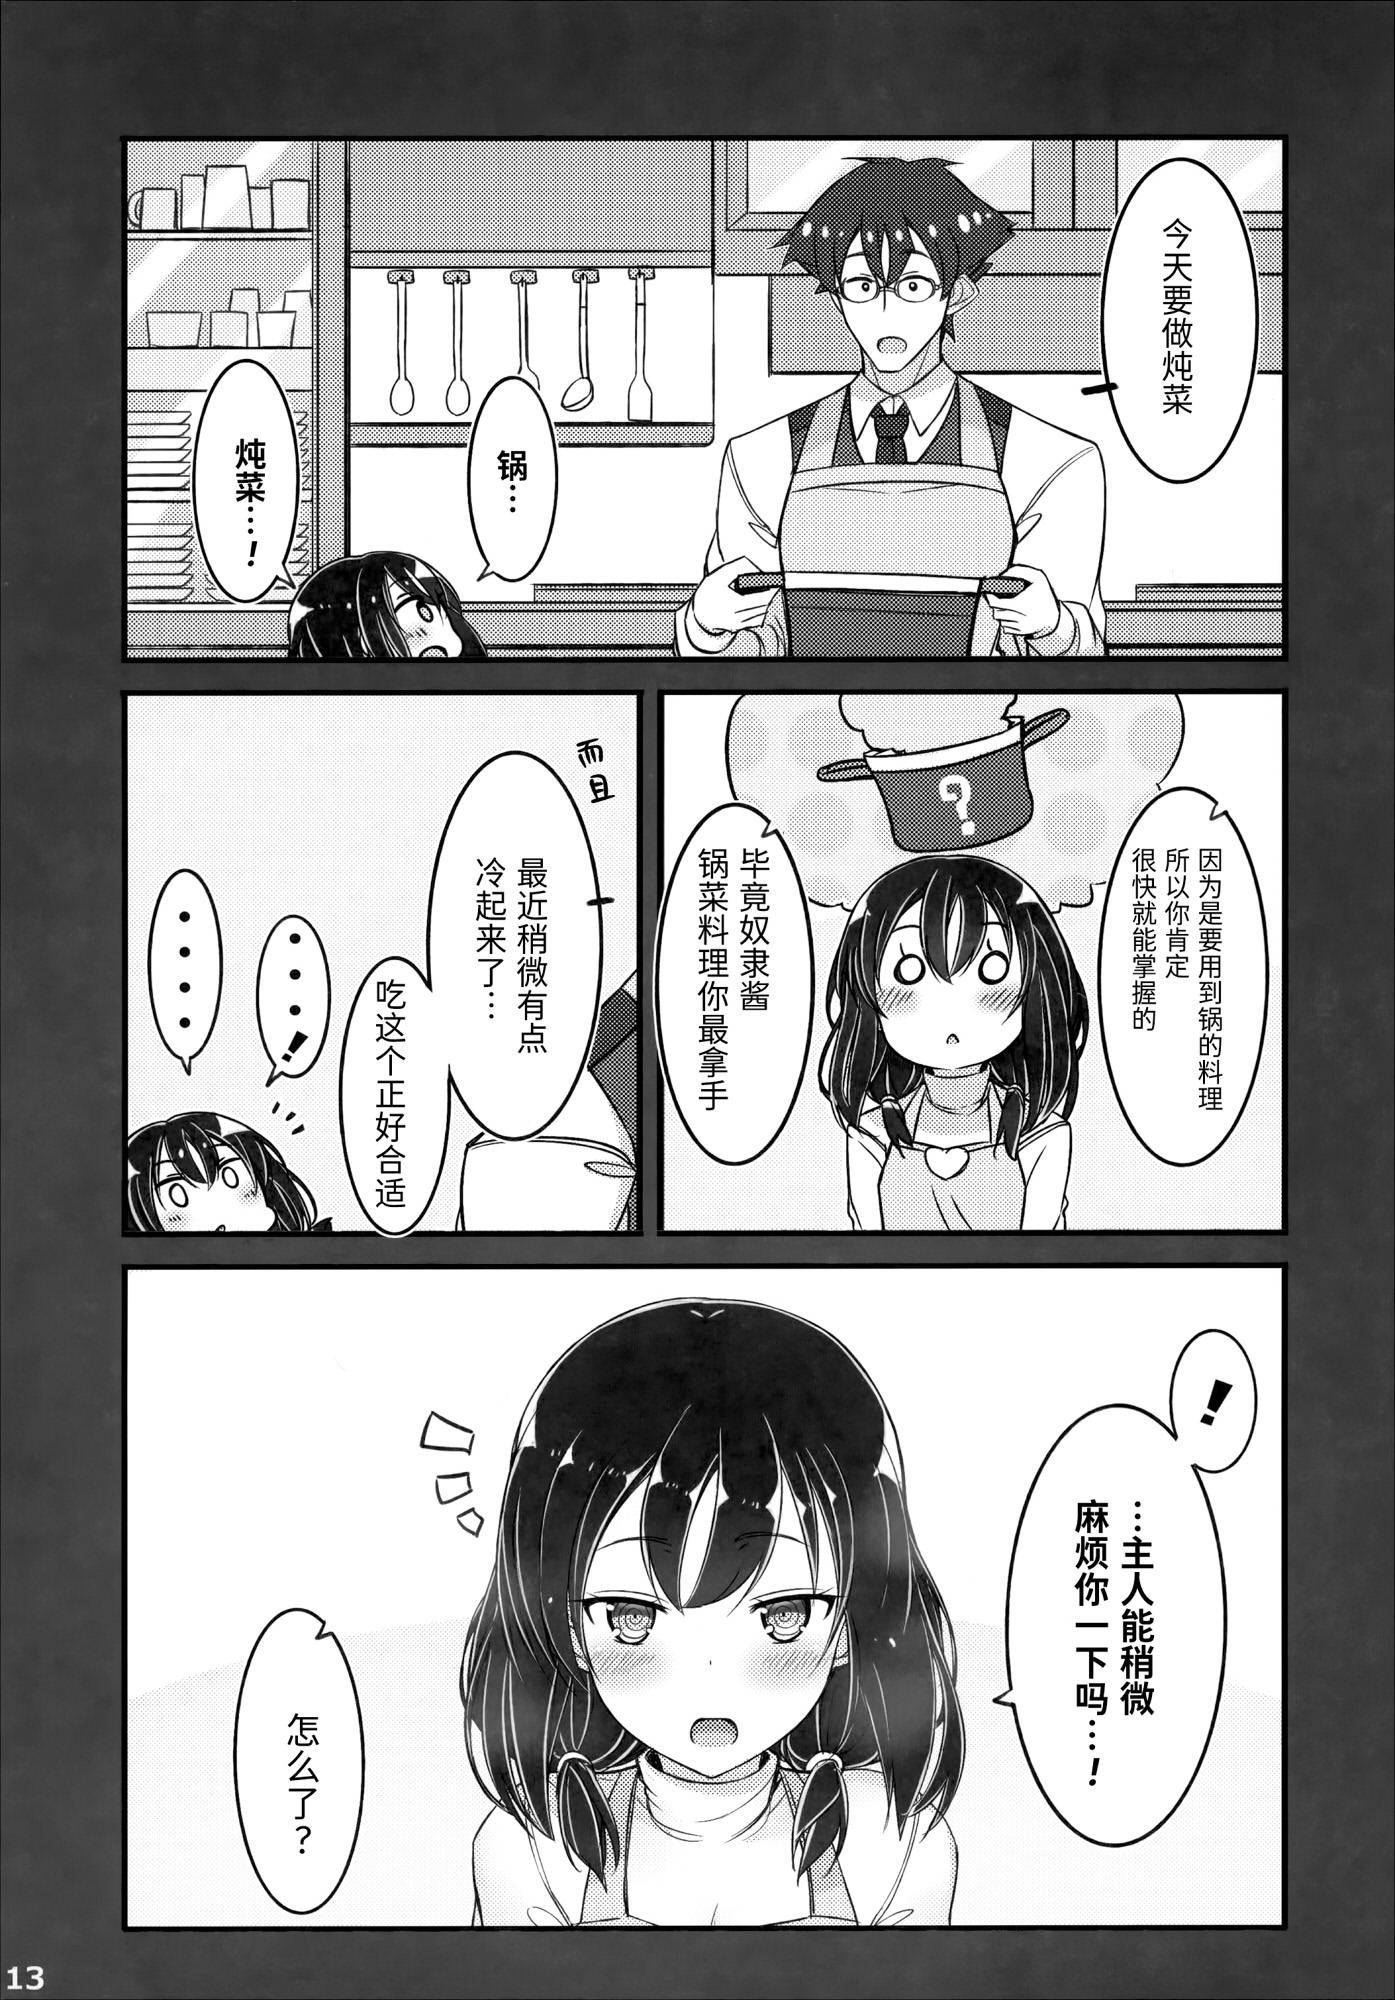 今天要做炖菜
锅…
炖菜…!
因为是要用到锅的料理
所以你肯定
很快就能掌握的
?
毕竟奴隶酱
锅菜料理你最拿手
而且
最近稍微有点
冷起来了…
吃这个正好合适
・・・!
・・・・
!
…主人能稍微
麻烦你一下吗…!
怎么了?
13